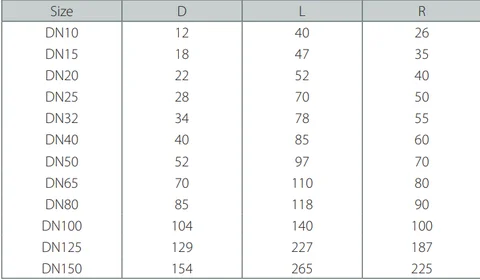 Size D L R
DN10 12 40 26
DN15 18 47 35
DN20 22 52 40
DN25 28 70 50
DN32 34 78 55
DN40 40 85 60
DN50 52 97 70
DN65 70 110 80
DN80 85 118 90
DN100 104 140 100
DN125 129 227 187
DN150 154 265 225